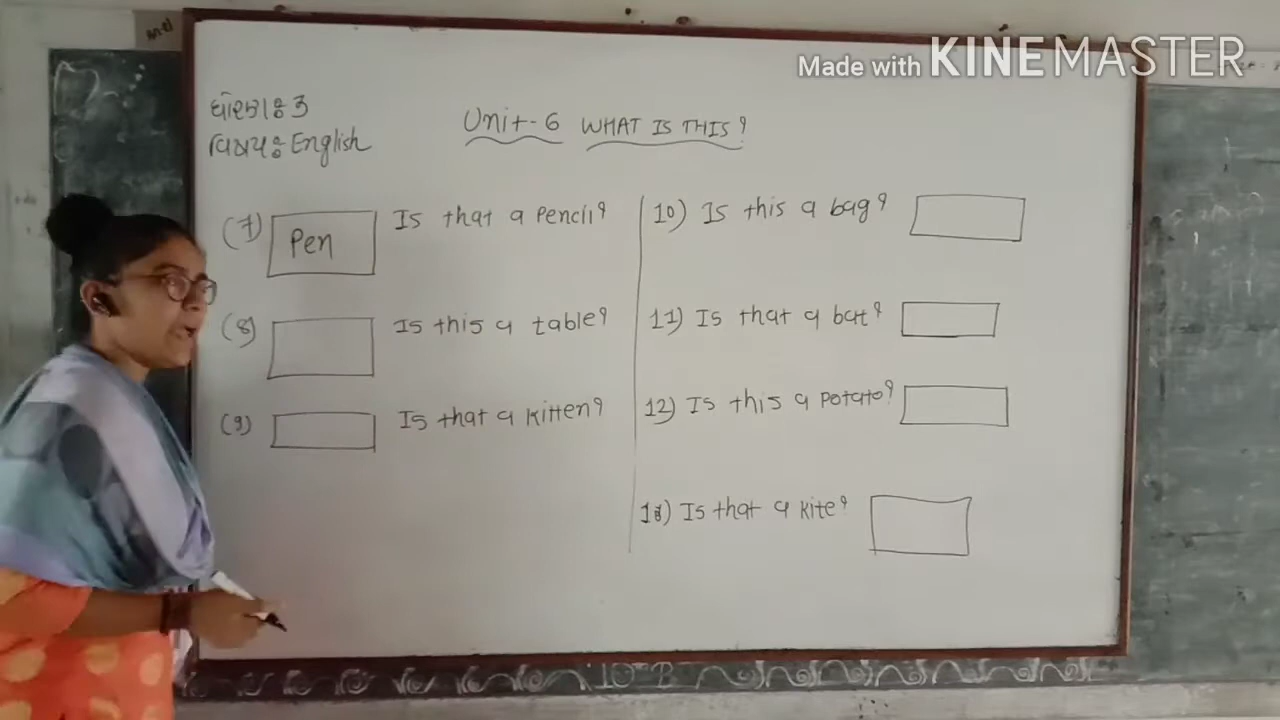 Made with KINEMASTER
ધોરણઃ 3
વિષયઃ English
Unit-6 WHAT IS THIS?
(7) Pen Is that a pencil?
(8) Is this a table?
(9) Is that a kitten?
10) Is this a bag?
11) Is that a bat?
12) Is this a potato?
Is that a kite?
10th B